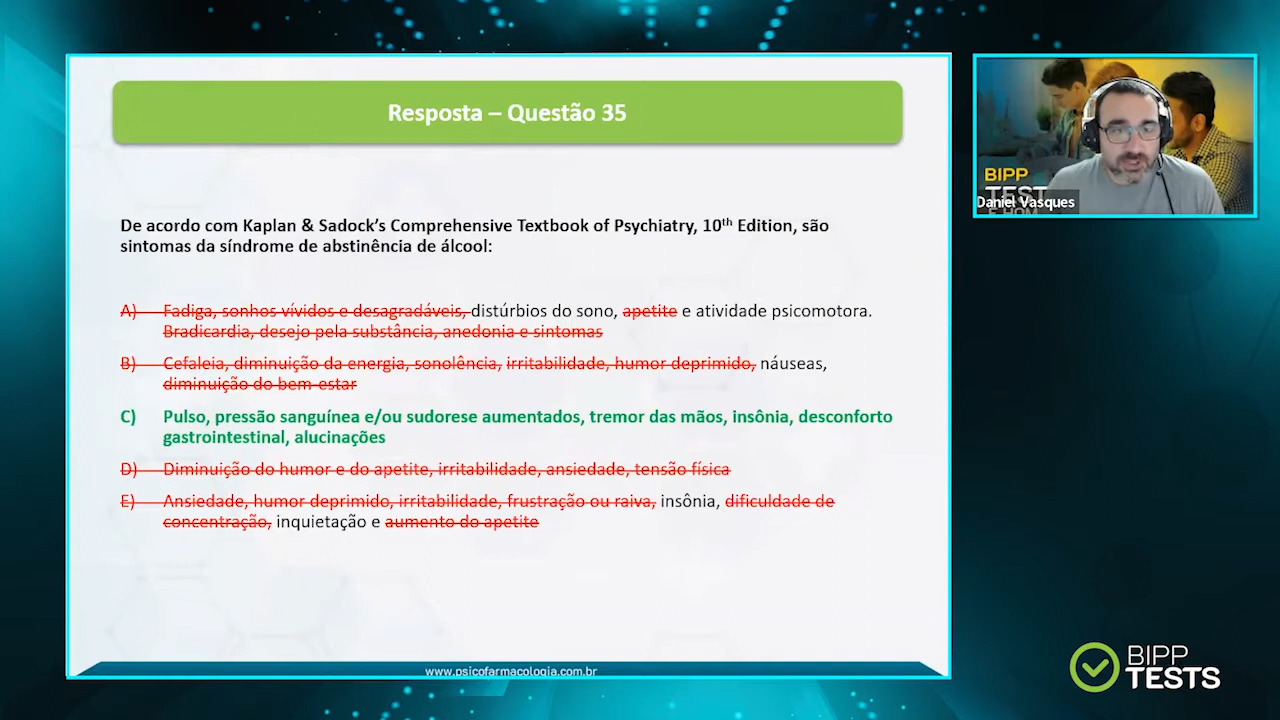 Resposta – Questão 35
De acordo com Kaplan & Sadock’s Comprehensive Textbook of Psychiatry, 10th Edition, são
sintomas da síndrome de abstinência de álcool:
A) Fadiga, sonhos vívidos e desagradáveis, distúrbios do sono, apetite e atividade psicomotora.
Bradicardia, desejo pela substância, anedonia e sintomas
B) Cefaleia, diminuição da energia, sonolência, irritabilidade, humor deprimido, náuseas,
diminuição do bem-estar
C) Pulso, pressão sanguínea e/ou sudorese aumentados, tremor das mãos, insônia, desconforto
gastrointestinal, alucinações
D) Diminuição do humor e do apetite, irritabilidade, ansiedade, tensão física
E) Ansiedade, humor deprimido, irritabilidade, frustração ou raiva, insônia, dificuldade de
concentração, inquietação e aumento do apetite
www.psicofarmacologia.com.br
BIPP
TEST
Daniel Vasques
BIPP
TESTS